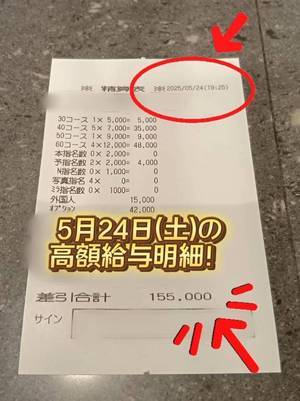 ※ 精算表 ※ 2025/05/24(19:25)
30コース 1× 5,000= 5,000
40コース 5× 7,000= 35,000
50コース 1× 9,000= 9,000
60コース 4×12,000= 48,000
本指名数 0× 2,000= 0
予指名数 2× 2,000= 4,000
N指名数 0× 1,000= 0
写真指名 4× 0= 0
ミラ指名数 0× 1000= 0
外国人 15,000
オプション 42,000
5月24日(土)の
高額給与明細!
差引合計 155,000
サイン